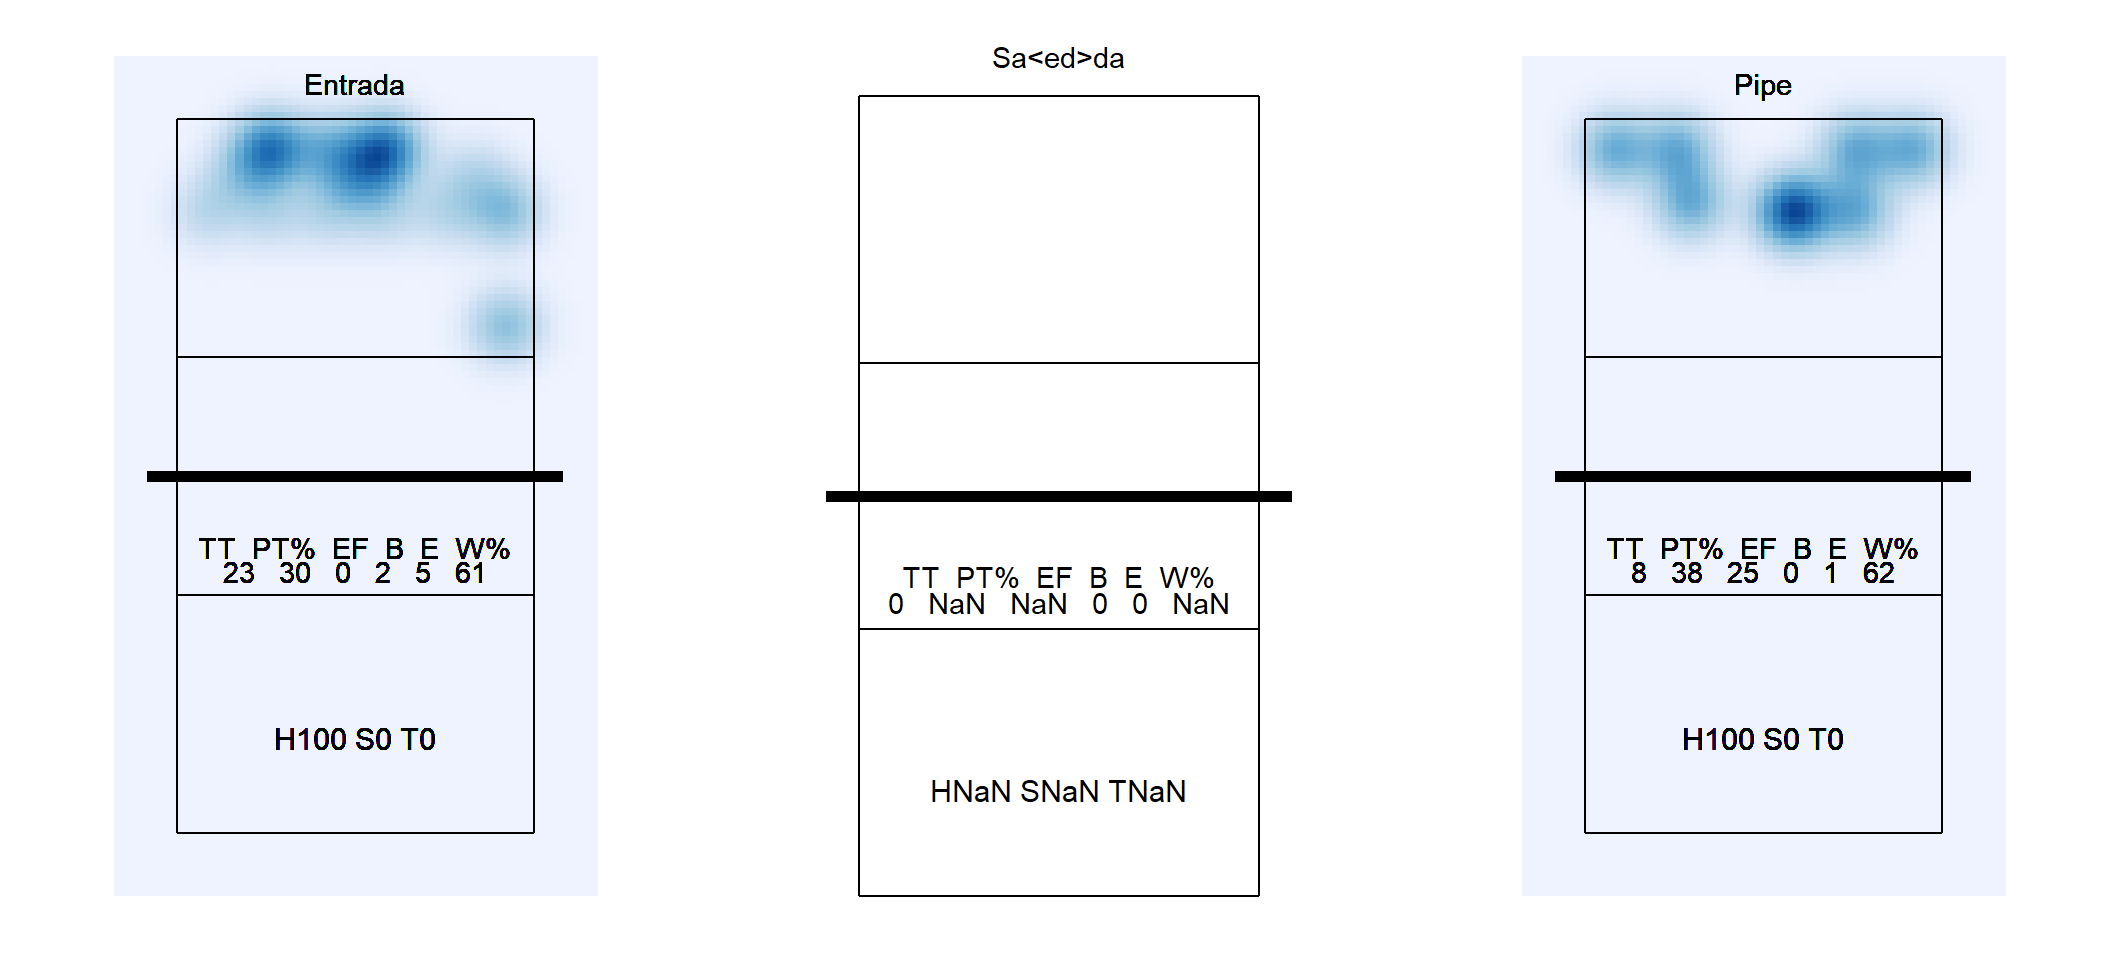 Entrada
TT PT% EF B E W%
23 30 0 2 5 61
H100 S0 T0
Sa<ed>da
TT PT% EF B E W%
0 NaN NaN 0 0 NaN
HNaN SNaN TNaN
Pipe
TT PT% EF B E W%
8 38 25 0 1 62
H100 S0 T0